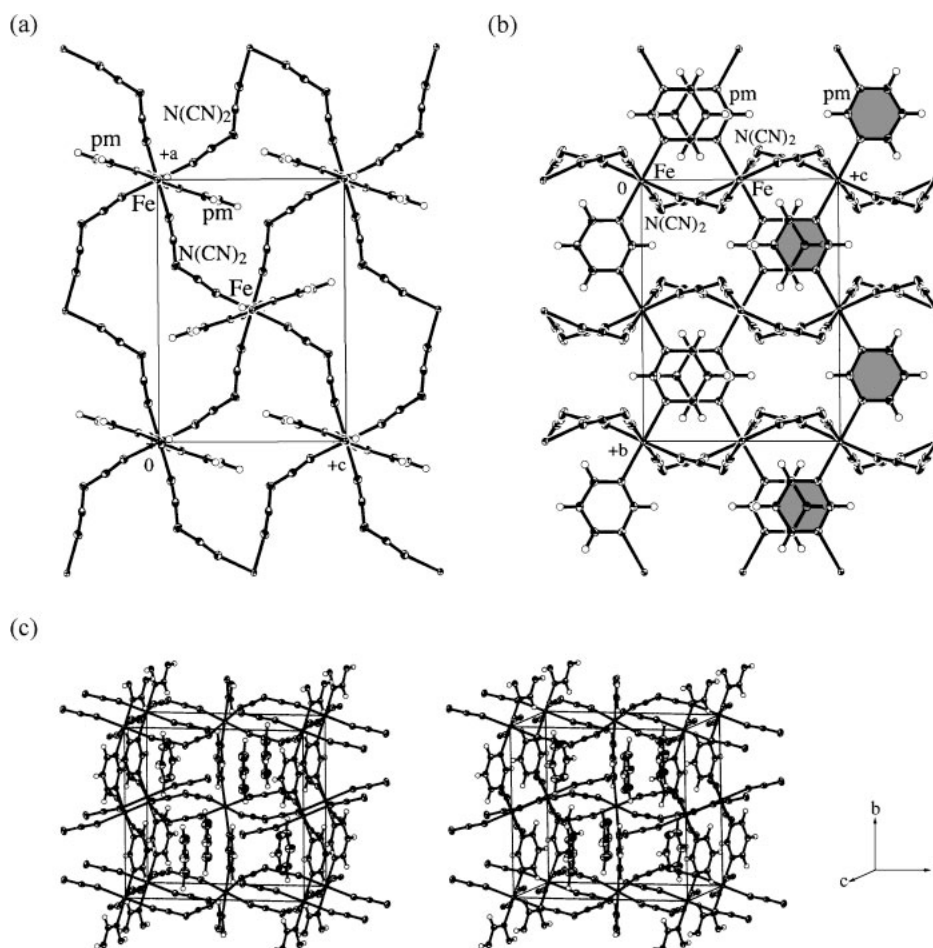 (a)
(b)
N(CN)2
pm
+a
Fe
pm
N(CN)2
Fe
0
+c
pm
pm
N(CN)2
Fe
0
Fe
+c
N(CN)2
+b
(c)
b
c